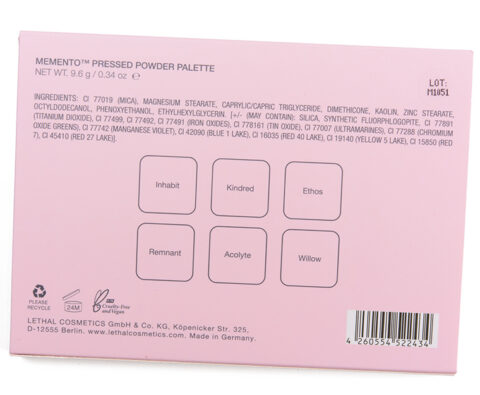 MEMENTO™ PRESSED POWDER PALETTE
NET WT. 9.6 g / 0.34 oz ℮
LOT:
M1051
INGREDIENTS: CI 77019 (MICA), MAGNESIUM STEARATE, CAPRYLIC/CAPRIC TRIGLYCERIDE, DIMETHICONE, KAOLIN, ZINC STEARATE,
OCTYLDODECANOL, PHENOXYETHANOL, ETHYLHEXYLGLYCERIN. [+/- (MAY CONTAIN): SILICA, SYNTHETIC FLUORPHLOGOPITE, CI 77891
(TITANIUM DIOXIDE), CI 77499, CI 77492, CI 77491 (IRON OXIDES), CI 778161 (TIN OXIDE), CI 77007 (ULTRAMARINES), CI 77288 (CHROMIUM
OXIDE GREENS), CI 77742 (MANGANESE VIOLET), CI 42090 (BLUE 1 LAKE), CI 16035 (RED 40 LAKE), CI 19140 (YELLOW 5 LAKE), CI 15850 (RED
7), CI 45410 (RED 27 LAKE)].
Inhabit Kindred Ethos
Remnant Acolyte Willow
PLEASE
RECYCLE
24M
Cruelty-Free
and Vegan
LETHAL COSMETICS GmbH & Co. KG, Köpenicker Str. 325,
D-12555 Berlin. www.lethalcosmetics.com. Made in Germany.
4 260554 522434